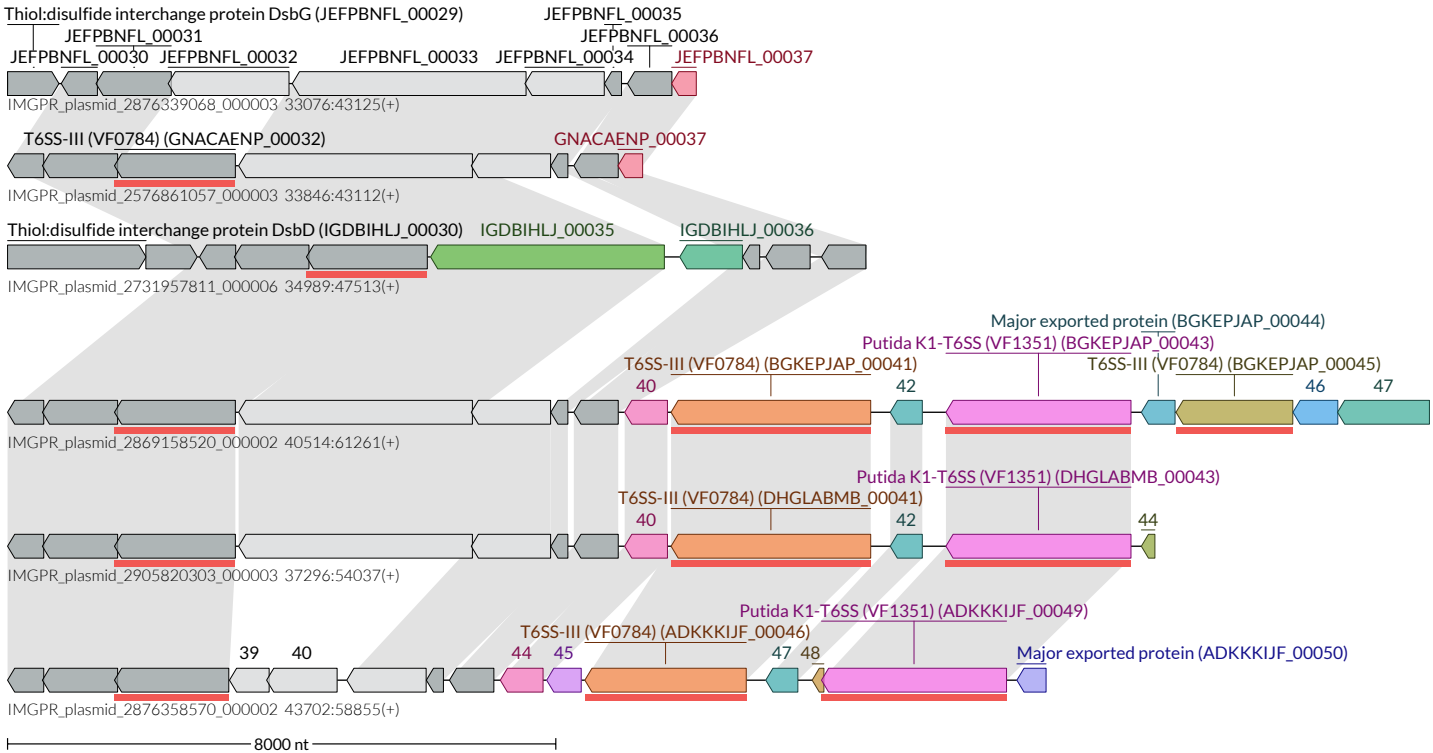 Thiol:disulfide interchange protein DsbG (JEFPBNFL_00029) JEFPBNFL_00035
JEFPBNFL_00031 JEFPBNFL_00036
JEFPBNFL_00030 JEFPBNFL_00032 JEFPBNFL_00033 JEFPBNFL_00034 JEFPBNFL_00037
IMGPR_plasmid_2876339068_000003 33076:43125(+)
T6SS-III (VF0784) (GNACAENP_00032) GNACAENP_00037
IMGPR_plasmid_2576861057_000003 33846:43112(+)
Thiol:disulfide interchange protein DsbD (IGDBIHLJ_00030) IGDBIHLJ_00035 IGDBIHLJ_00036
IMGPR_plasmid_2731957811_000006 34989:47513(+)
Major exported protein (BGKEPJAP_00044)
Putida K1-T6SS (VF1351) (BGKEPJAP_00043)
T6SS-III (VF0784) (BGKEPJAP_00041) T6SS-III (VF0784) (BGKEPJAP_00045)
40 42 46 47
IMGPR_plasmid_2869158520_000002 40514:61261(+)
Putida K1-T6SS (VF1351) (DHGLABMB_00043)
T6SS-III (VF0784) (DHGLABMB_00041)
40 42 44
IMGPR_plasmid_2905820303_000003 37296:54037(+)
Putida K1-T6SS (VF1351) (ADKKKIJF_00049)
T6SS-III (VF0784) (ADKKKIJF_00046)
39 40 44 45 47 48 Major exported protein (ADKKKIJF_00050)
IMGPR_plasmid_2876358570_000002 43702:58855(+)
8000 nt